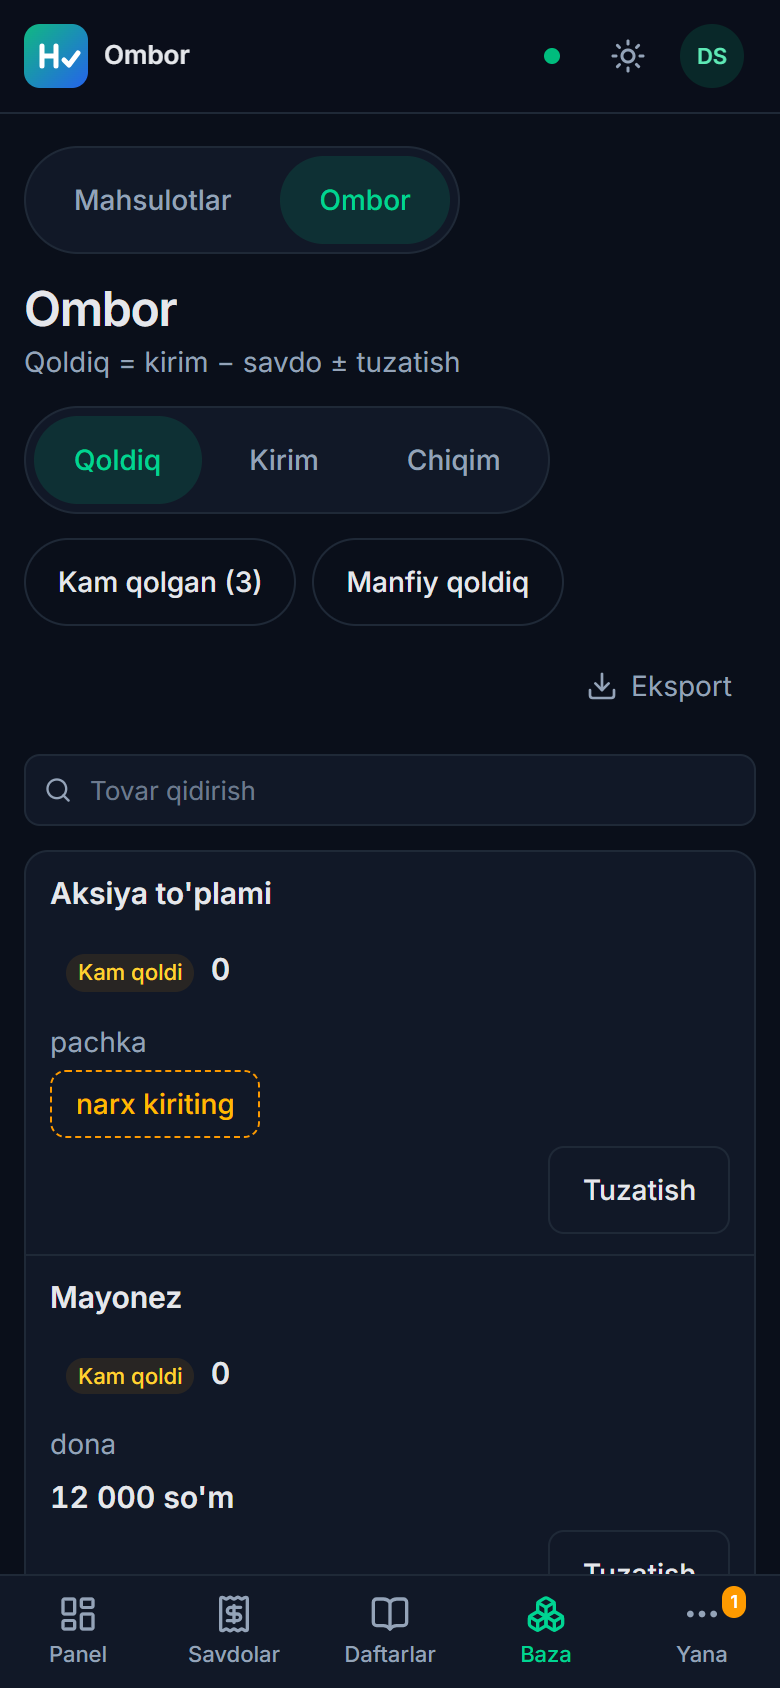 H✓ Ombor DS
Mahsulotlar Ombor
Ombor
Qoldiq = kirim − savdo ± tuzatish
Qoldiq Kirim Chiqim
Kam qolgan (3) Manfiy qoldiq
Eksport
Tovar qidirish
Aksiya to'plami
Kam qoldi 0
pachka
narx kiriting
Tuzatish
Mayonez
Kam qoldi 0
dona
12 000 so'm
Tuzatish
1
Panel Savdolar Daftarlar Baza Yana